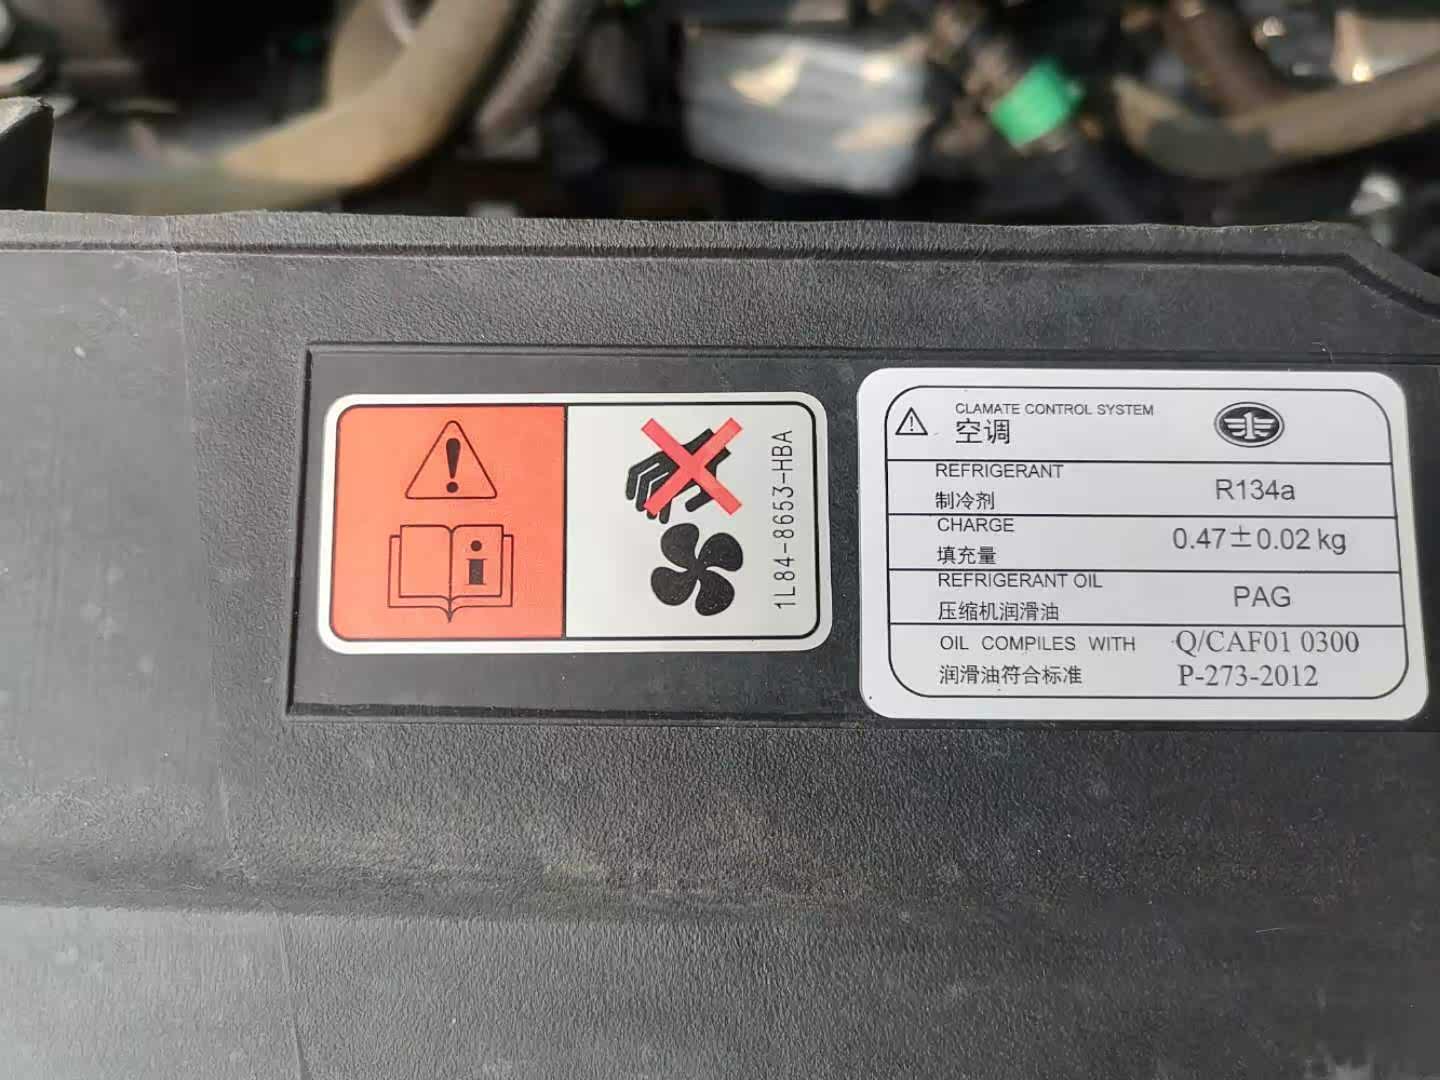 1L84-8653-HBA
CLAMATE CONTROL SYSTEM
空调
REFRIGERANT
制冷剂
R134a
CHARGE
填充量
0.47±0.02 kg
REFRIGERANT OIL
压缩机润滑油
PAG
OIL COMPILES WITH
润滑油符合标准
Q/CAF01 0300
P-273-2012